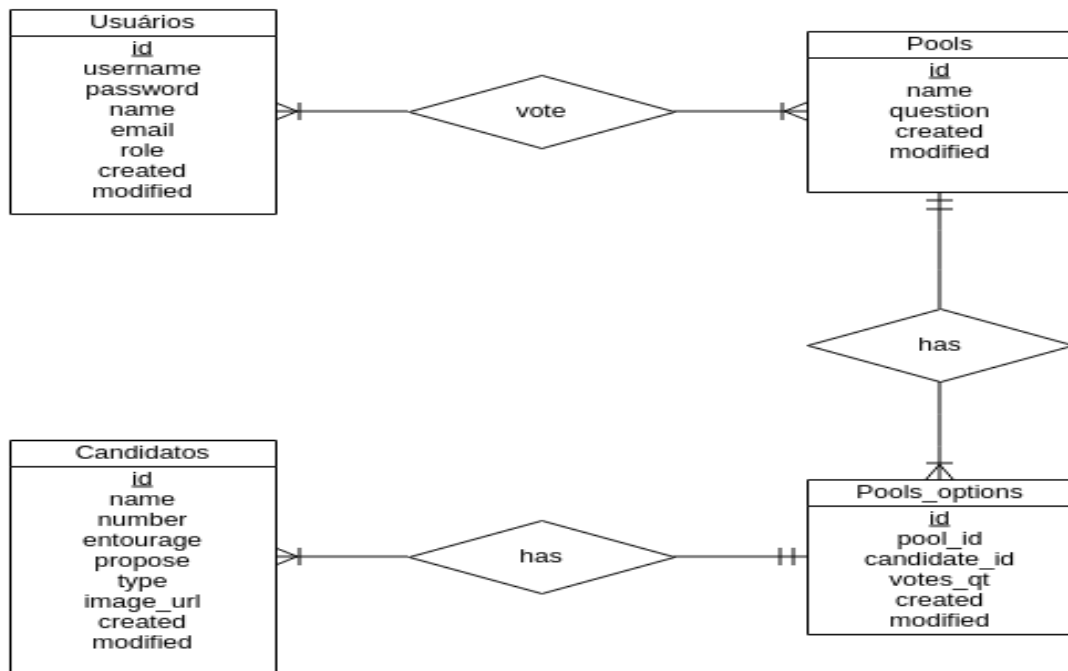 Usuários
id
username
password
name
email
role
created
modified
vote
Pools
id
name
question
created
modified
has
Candidatos
id
name
number
entourage
propose
type
image_url
created
modified
has
Pools_options
id
pool_id
candidate_id
votes_qt
created
modified